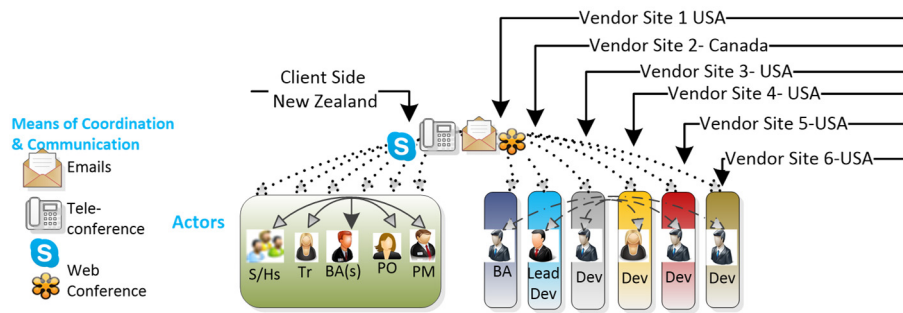 Vendor Site 1 USA
Vendor Site 2- Canada
Vendor Site 3- USA
Vendor Site 4- USA
Vendor Site 5-USA
Vendor Site 6-USA
Client Side
New Zealand
Means of Coordination
& Communication
Emails
Tele-
conference
S
Web
Conference
S
Actors
S/Hs
Tr
BA(s)
PO
PM
BA
Lead
Dev
Dev
Dev
Dev
Dev